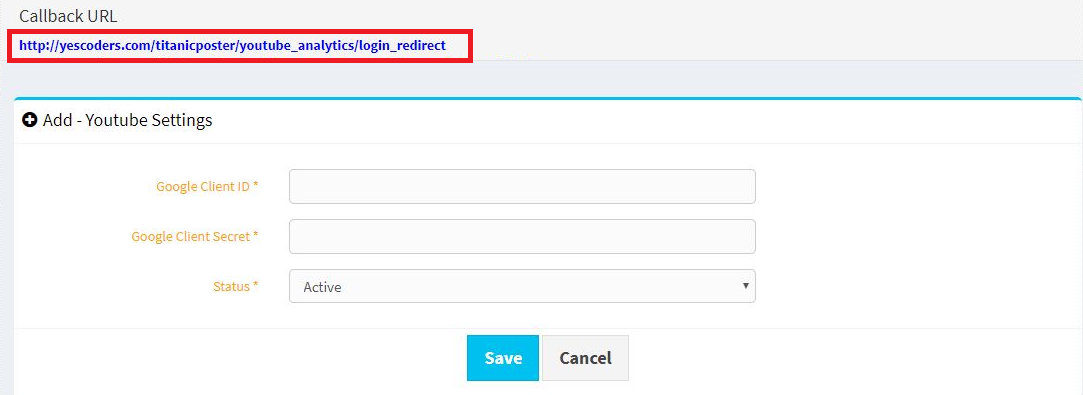 Callback URL
http://yescoders.com/titanicposter/youtube_analytics/login_redirect
Add - Youtube Settings
Google Client ID *
Google Client Secret *
Status *
Active
Save
Cancel